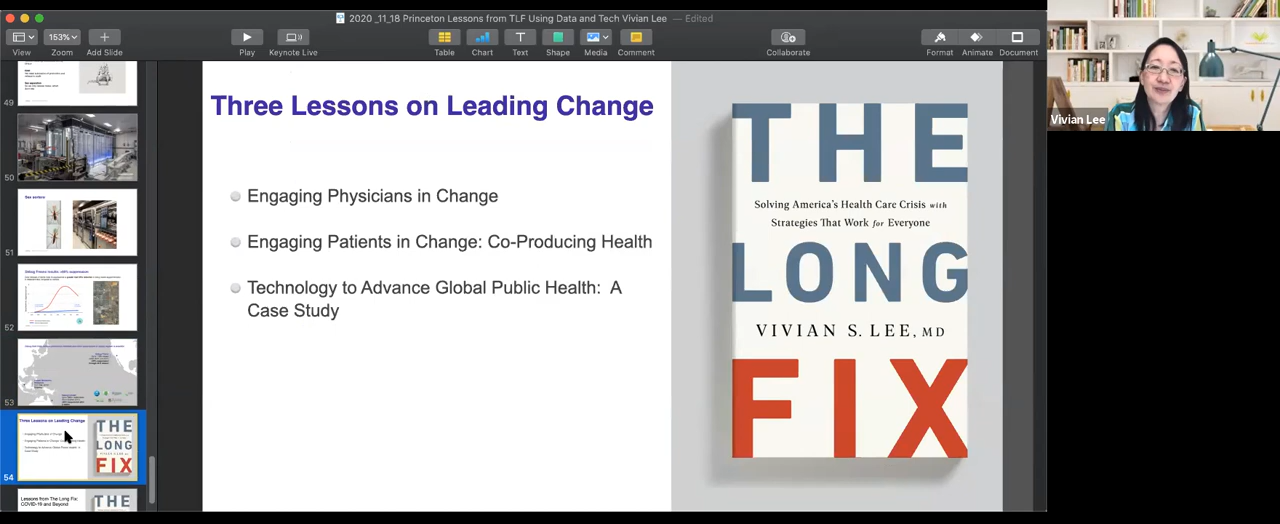 2020 _11_18 Princeton Lessons from TLF Using Data and Tech Vivian Lee — Edited
153%
View
Zoom
Add Slide
Play
Keynote Live
Table
Chart
Text
Shape
Media
Comment
Collaborate
Format
Animate
Document
49
50
51
52
53
Three Lessons on Leading Change
THE
LONG
FIX
54
Lessons from The Long Fix:
COVID-19 and Beyond
THE
Three Lessons on Leading Change
Engaging Physicians in Change
Engaging Patients in Change: Co-Producing Health
Technology to Advance Global Public Health: A
Case Study
THE
Solving America's Health Care Crisis with
Strategies That Work for Everyone
LONG
VIVIAN S. LEE, MD
FIX
Vivian Lee